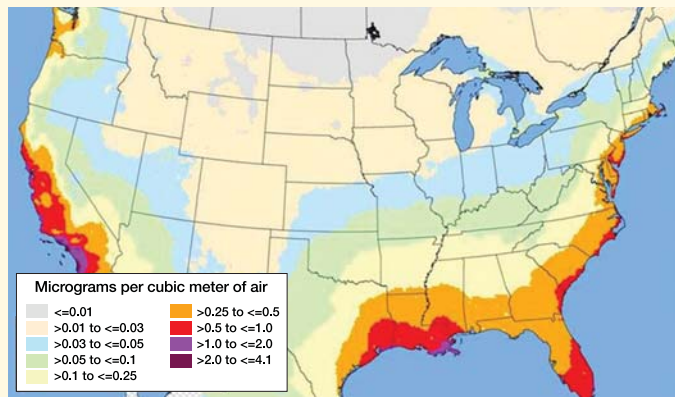 Micrograms per cubic meter of air
<=0.01
>0.01 to <=0.03
>0.03 to <=0.05
>0.05 to <=0.1
>0.1 to <=0.25
>0.25 to <=0.5
>0.5 to <=1.0
>1.0 to <=2.0
>2.0 to <=4.1